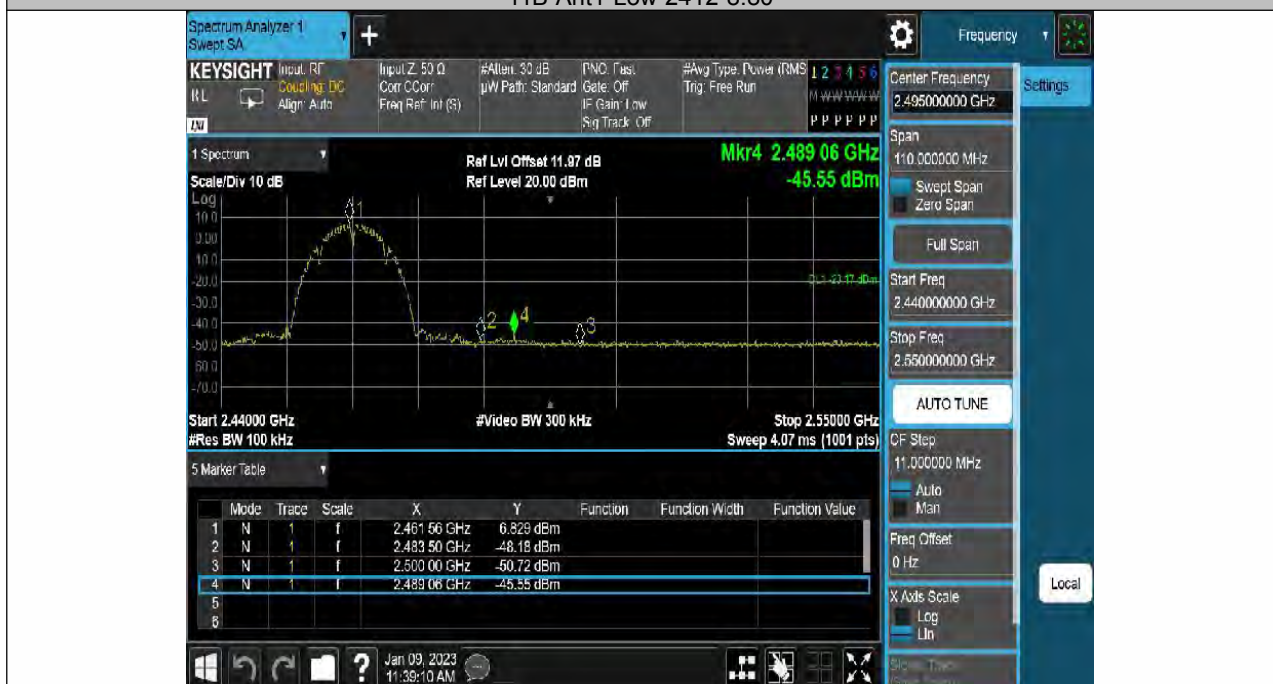 Spectrum Analyzer 1
Swept SA
Frequency
KEYSIGHT
RL
Input: RF
Coupling: DC
Align: Auto
Input Z: 50 Ω
Corr CCorr
Freq Ref: Int (S)
#Atten: 30 dB
µW Path: Standard
PNO: Fast
Gate: Off
IF Gain: Low
Sig Track: Off
#Avg Type: Power (RMS
Trig: Free Run
1 2 3 4 5 6
M W W W W W
P P P P P P
1 Spectrum
Scale/Div 10 dB
Ref Lvl Offset 11.97 dB
Ref Level 20.00 dBm
Mkr4 2.489 06 GHz
-45.55 dBm
Log
10.0
0.00
-10.0
-20.0
-30.0
-40.0
-50.0
-60.0
-70.0
1
2
4
3
DL1 -23.17 dBm
Start 2.44000 GHz
#Video BW 300 kHz
Stop 2.55000 GHz
#Res BW 100 kHz
Sweep 4.07 ms (1001 pts)
5 Marker Table
Mode Trace Scale X Y Function Function Width Function Value
1 N 1 f 2.461 56 GHz 6.829 dBm
2 N 1 f 2.483 50 GHz -48.18 dBm
3 N 1 f 2.500 00 GHz -50.72 dBm
4 N 1 f 2.489 06 GHz -45.55 dBm
5
6
Center Frequency
2.495000000 GHz
Settings
Span
110.000000 MHz
Swept Span
Zero Span
Full Span
Start Freq
2.440000000 GHz
Stop Freq
2.550000000 GHz
AUTO TUNE
CF Step
11.000000 MHz
Auto
Man
Freq Offset
0 Hz
X Axis Scale
Log
Lin
Local
?
Jan 09, 2023
11:39:10 AM